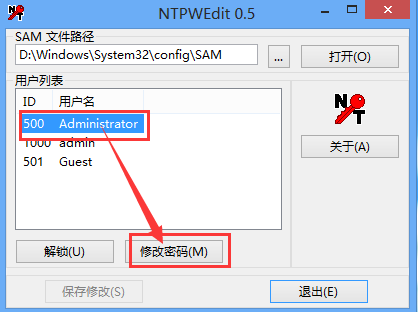 NTPWEdit 0.5
SAM 文件路径
D:\Windows\System32\config\SAM
...
打开(O)
用户列表
ID 用户名
500 Administrator
1000 admin
501 Guest
NT
关于(A)
解锁(U)
修改密码(M)
保存修改(S)
退出(E)